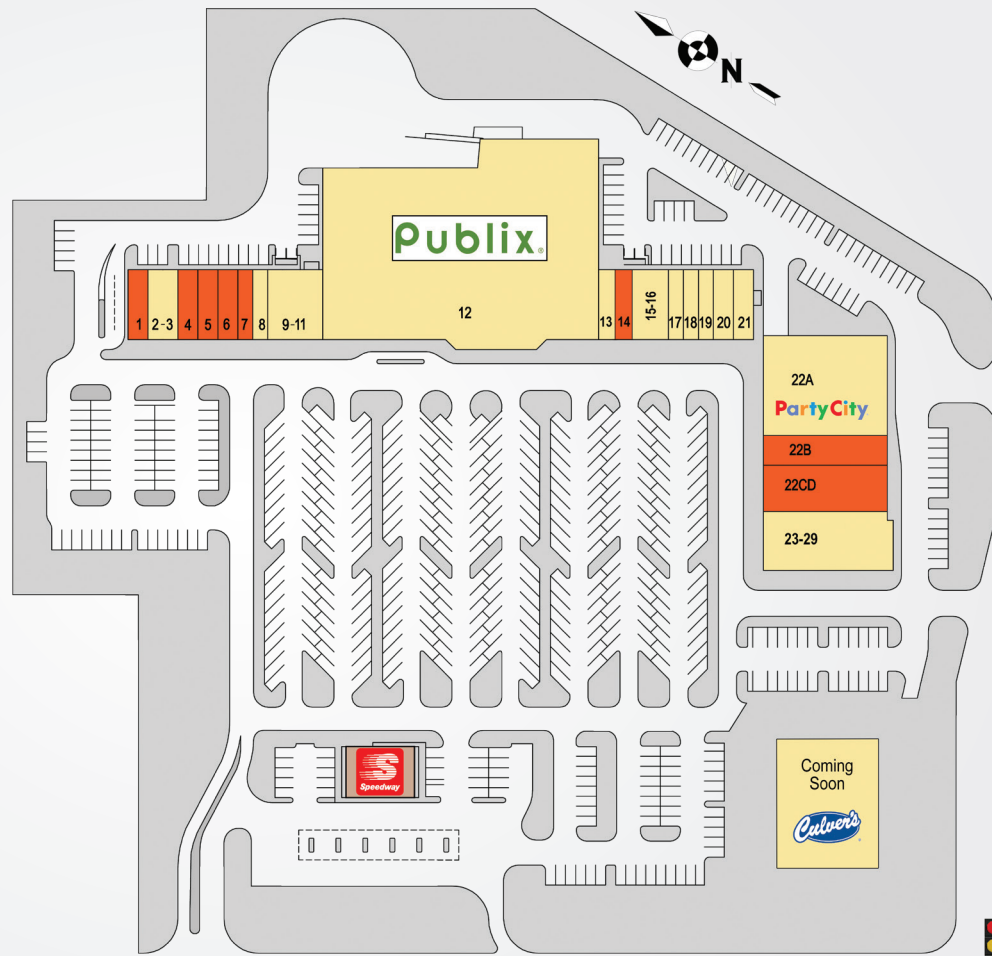 N
Publix.
1
2-3
4
5
6
7
8
9-11
12
13
14
15-16
17
18
19
20
21
22A
Party City
22B
22CD
23-29
S
Speedway
Coming
Soon
Culver's